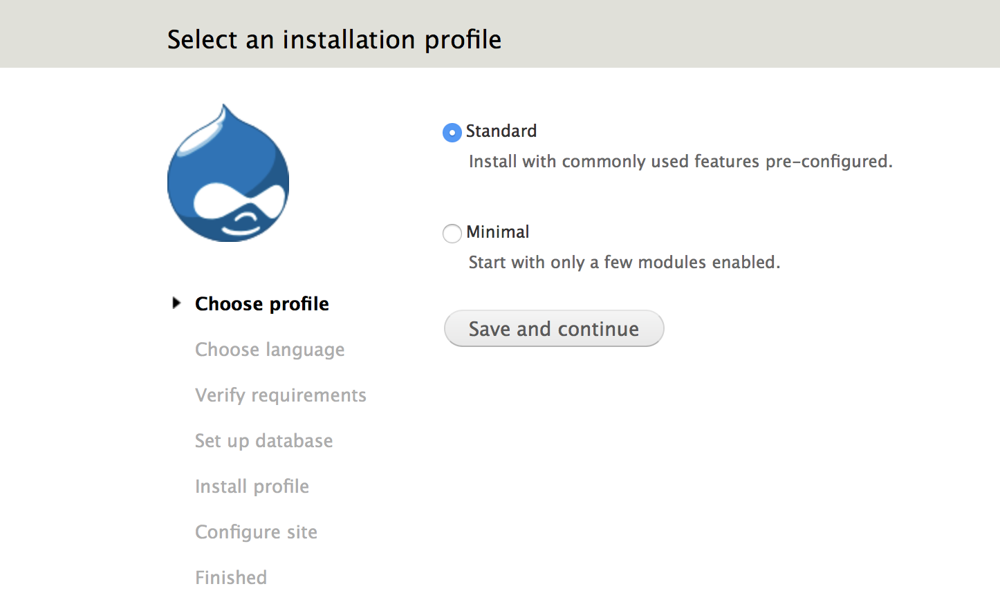 Select an installation profile
Standard
Install with commonly used features pre-configured.
Minimal
Start with only a few modules enabled.
Save and continue
Choose profile
Choose language
Verify requirements
Set up database
Install profile
Configure site
Finished